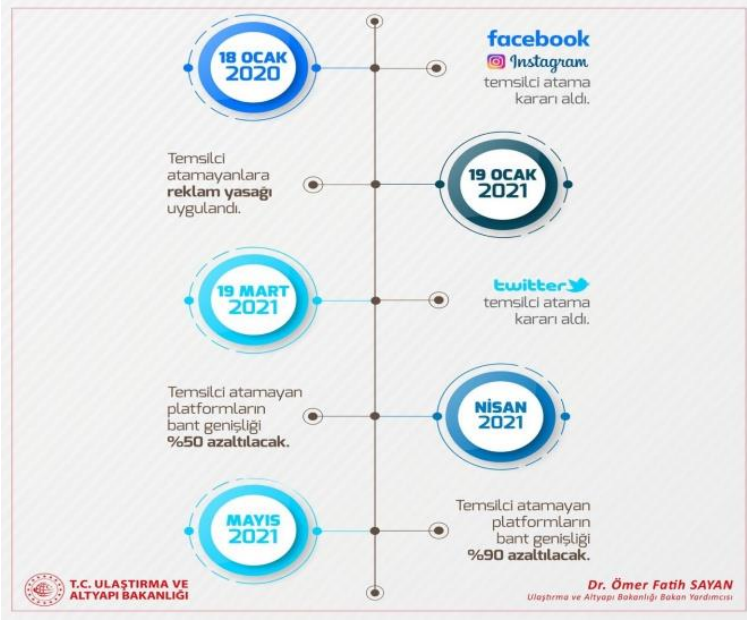 18 OCAK
2020
facebook
Instagram
temsilci atama
kararı aldı.
Temsilci
atamayanlara
reklam yasağı
uygulandı.
19 OCAK
2021
19 MART
2021
twitter
temsilci atama
kararı aldı.
Temsilci atamayan
platformların
bant genişliği
%50 azaltılacak.
NİSAN
2021
MAYIS
2021
Temsilci atamayan
platformların
bant genişliği
%90 azaltılacak.
T.C. ULAŞTIRMA VE
ALTYAPI BAKANLIĞI
Dr. Ömer Fatih SAYAN
Ulaştırma ve Altyapı Bakanlığı Bakan Yardımcısı